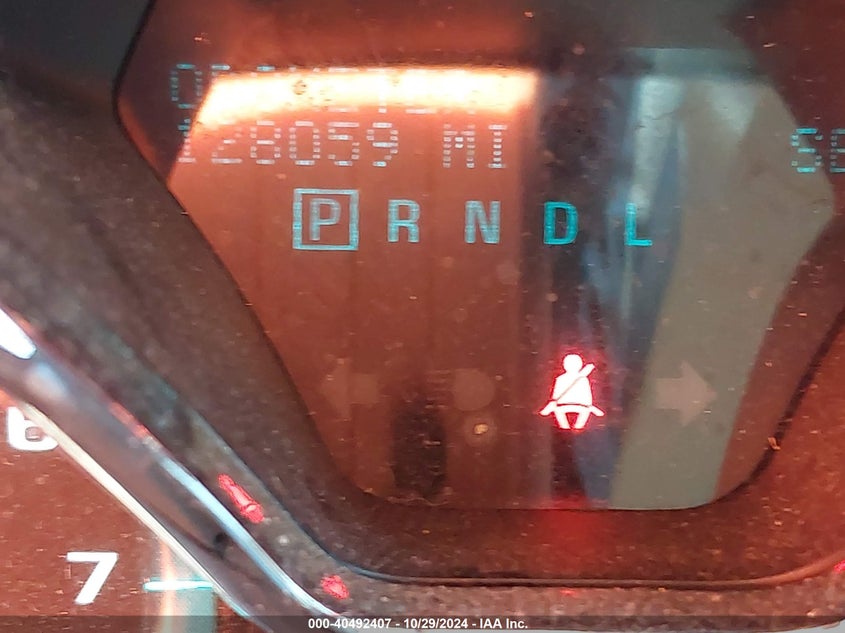 128059 MI
P R N D L
6
7
000-40492407 - 10/29/2024 - IAA Inc.